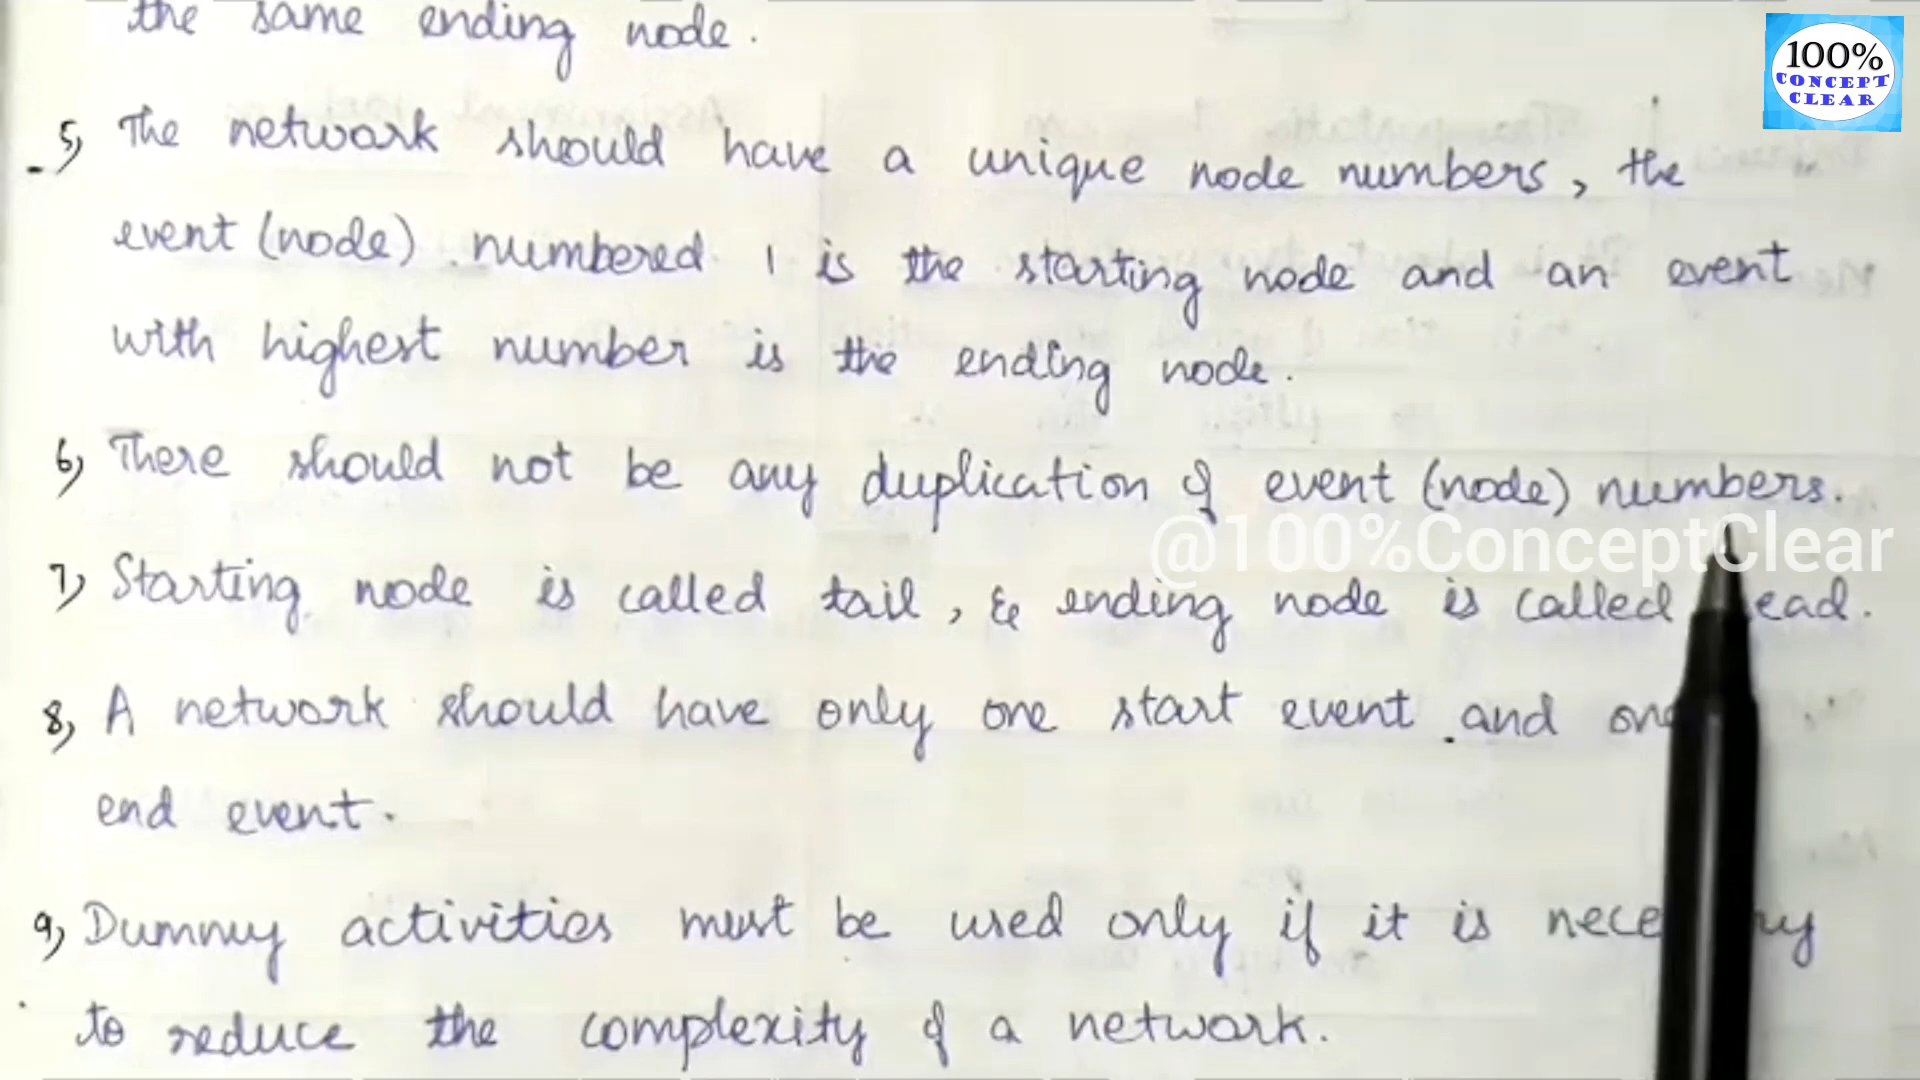 the same ending node.
100%
CONCEPT
CLEAR
5) The network should have a unique node numbers, the
event (node) numbered 1 is the starting node and an event
with highest number is the ending node.
6) There should not be any duplication of event (node) numbers.
@100%ConceptClear
7) Starting node is called tail, & ending node is called ead.
8) A network should have only one start event and on
end event.
9) Dummy activities must be used only if it is nece ry
to reduce the complexity of a network.